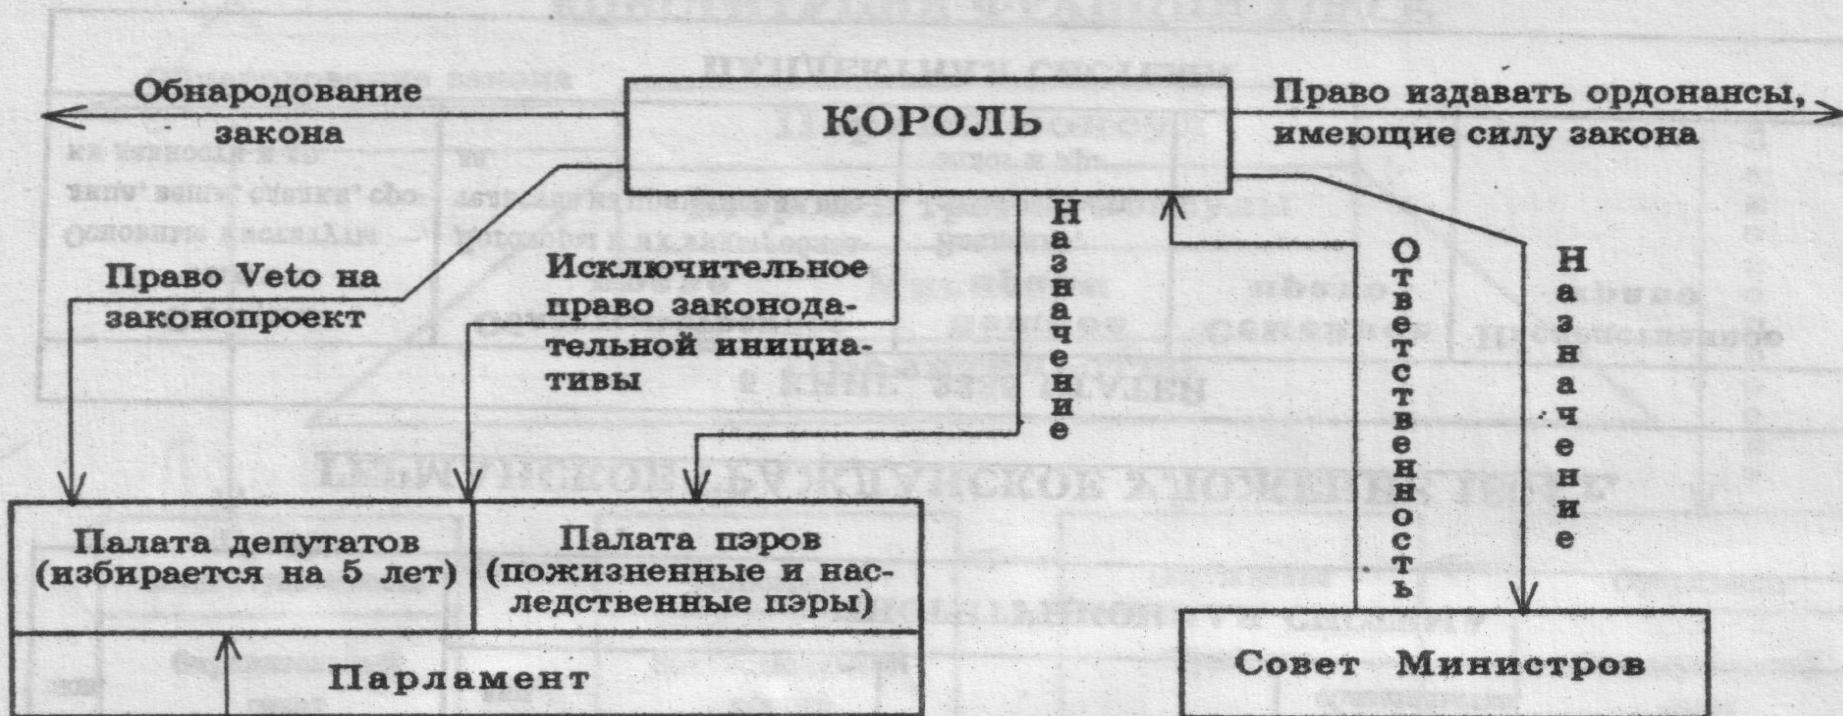 Обнародование
закона
КОРОЛЬ
Право издавать ордонансы,
имеющие силу закона
Право Veto на
законопроект
Исключительное
право законода-
тельной инициа-
тивы
Назначение
Ответственность
Назначение
Палата депутатов
(избирается на 5 лет)
Палата пэров
(пожизненные и нас-
ледственные пэры)
Парламент
Совет Министров